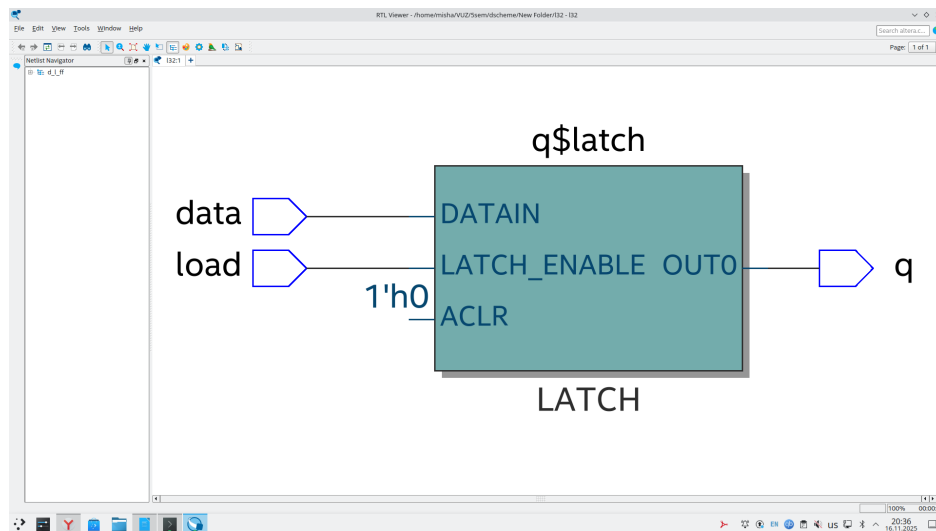 RTL Viewer - /home/misha/VUZ/5sem/dscheme/New Folder/l32 - l32
File Edit View Tools Window Help
Search altera.c...
Page: 1 of 1
Netlist Navigator
l32:1
d_l_ff
q$latch
data
DATAIN
load
LATCH_ENABLE OUT0
q
1'h0
ACLR
LATCH
100% 00:00
EN
us
20:36
16.11.2025